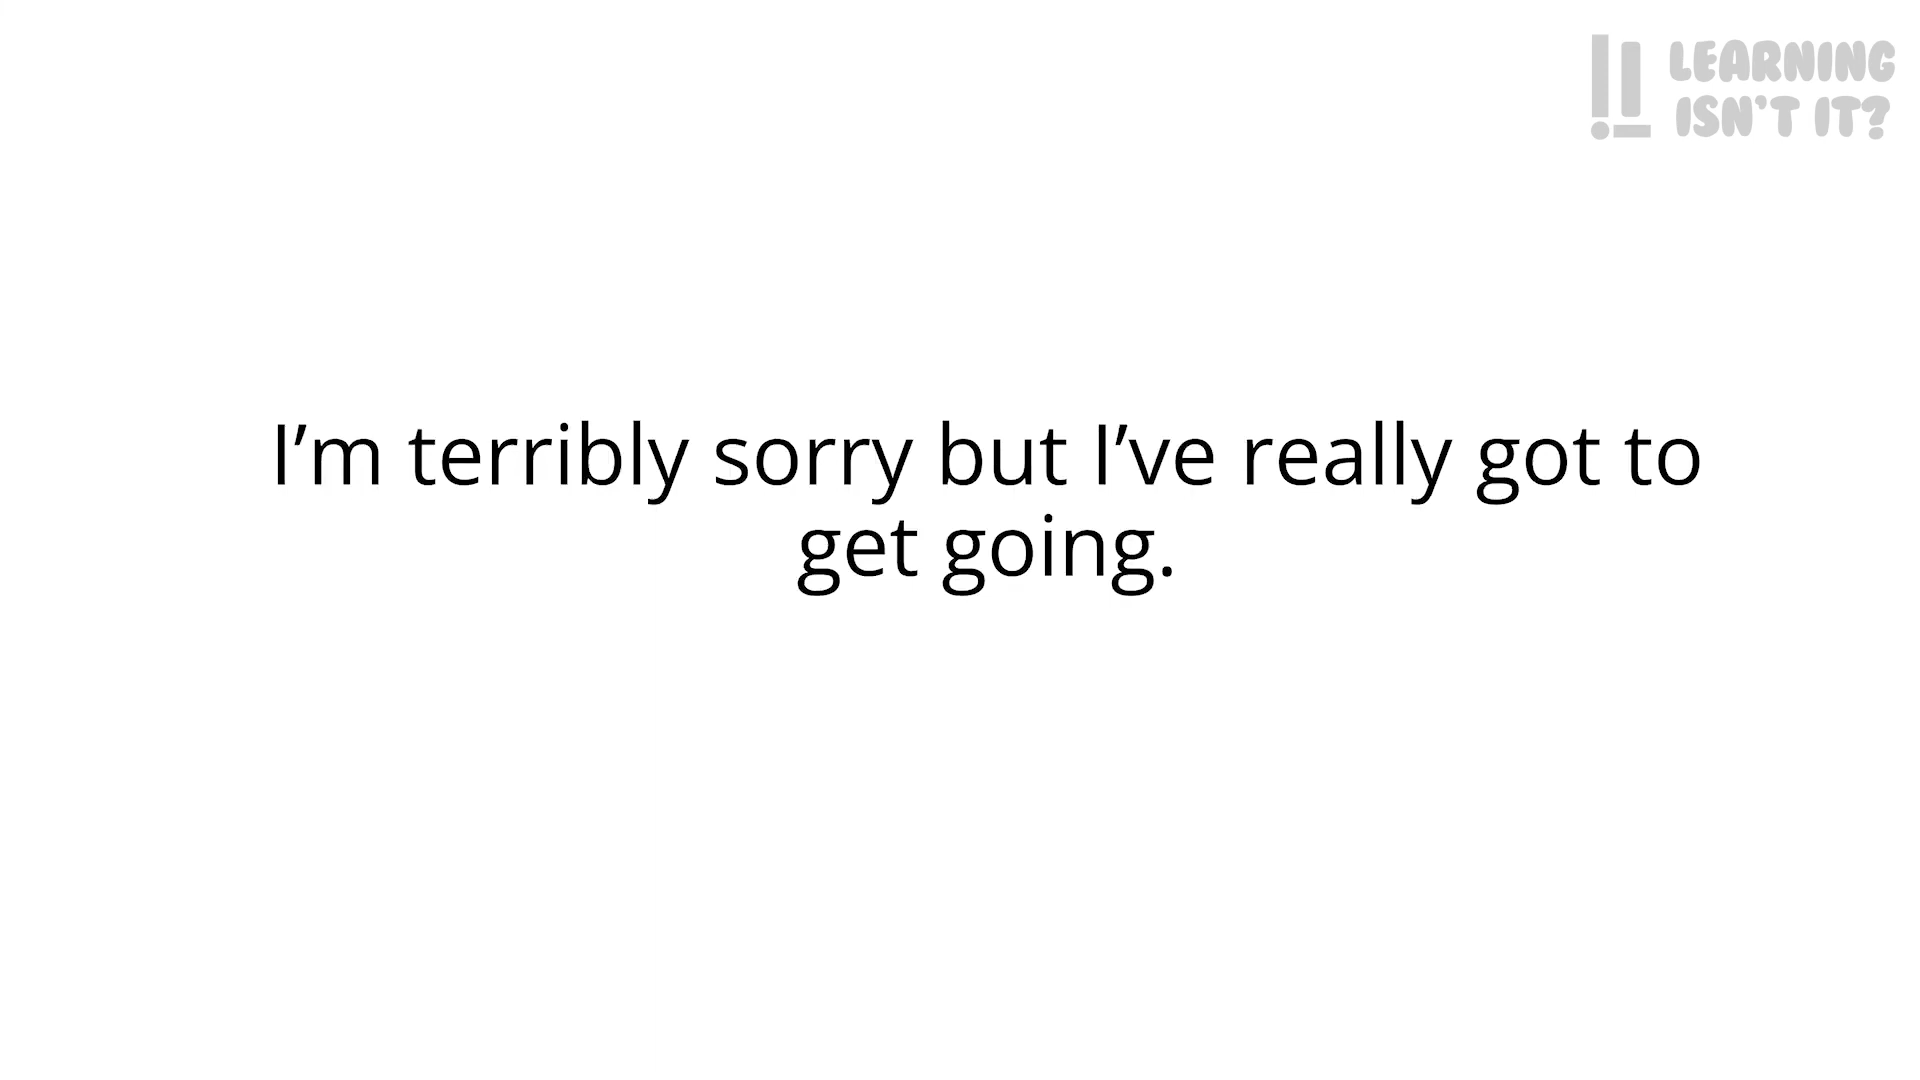 LEARNING
ISN'T IT?
I’m terribly sorry but I’ve really got to
get going.